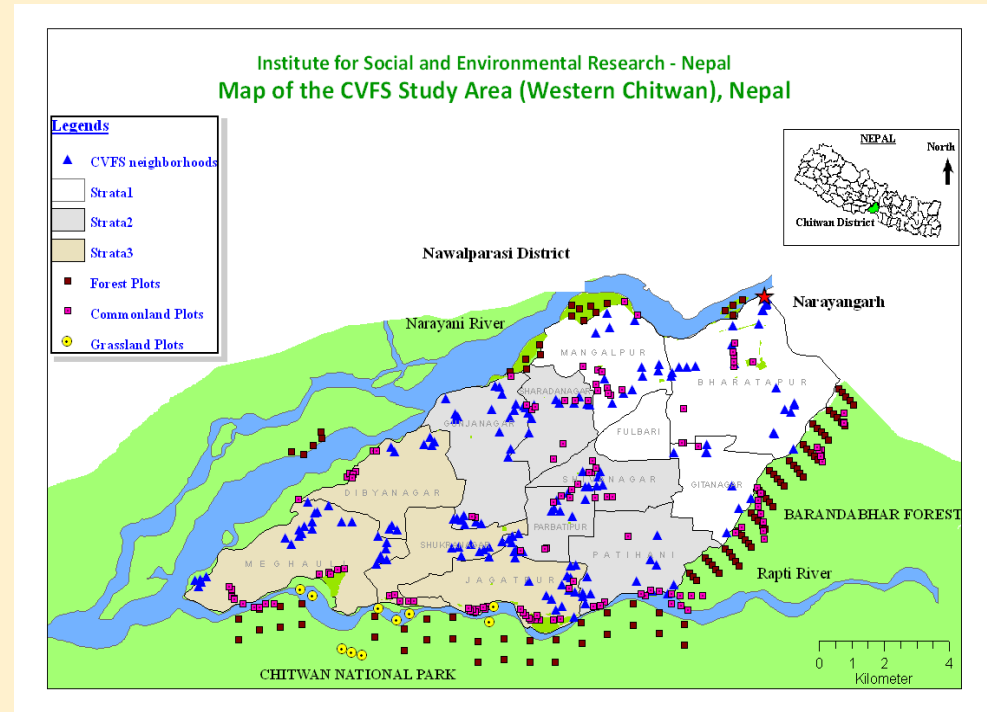 Institute for Social and Environmental Research - Nepal
Map of the CVFS Study Area (Western Chitwan), Nepal
Legends
CVFS neighborhoods
Strata1
Strata2
Strata3
Forest Plots
Commonland Plots
Grassland Plots
NEPAL
North
Chitwan District
Nawalparasi District
Narayangarh
Narayani River
MANGALPUR
BHARATAPUR
SHARADANAGAR
GUNJANAGAR
FULBARI
SHIVANAGAR
GITANAGAR
DIBYANAGAR
BARANDABHAR FOREST
PARBATIPUR
SHUKRANAGAR
PATIHANI
MEGHAULI
JAGATPUR
Rapti River
CHITWAN NATIONAL PARK
0 1 2 4
Kilometer